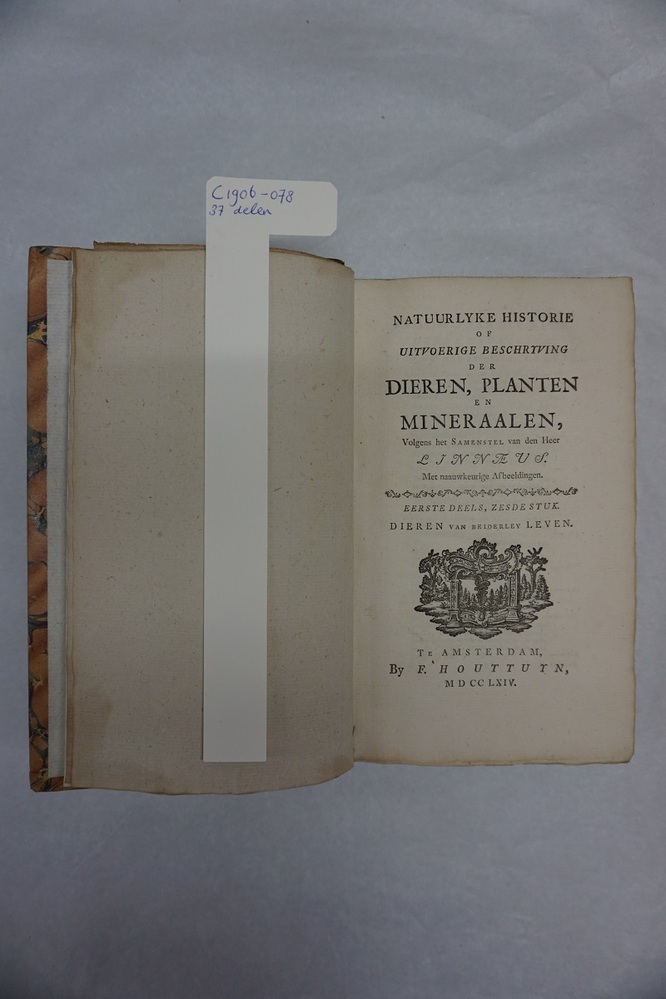 C1906-078
37 delen
NATUURLYKE HISTORIE
OF
UITVOERIGE BESCHRYVING
DER
DIEREN, PLANTEN
EN
MINERAALEN,
Volgens het SAMENSTEL van den Heer
LINNÆUS.
Met naauwkeurige Afbeeldingen.
EERSTE DEELS, ZESDE STUK.
DIEREN VAN BEIDERLEY LEVEN.
TE AMSTERDAM,
By F. HOUTTUYN,
MDCCLXIV.